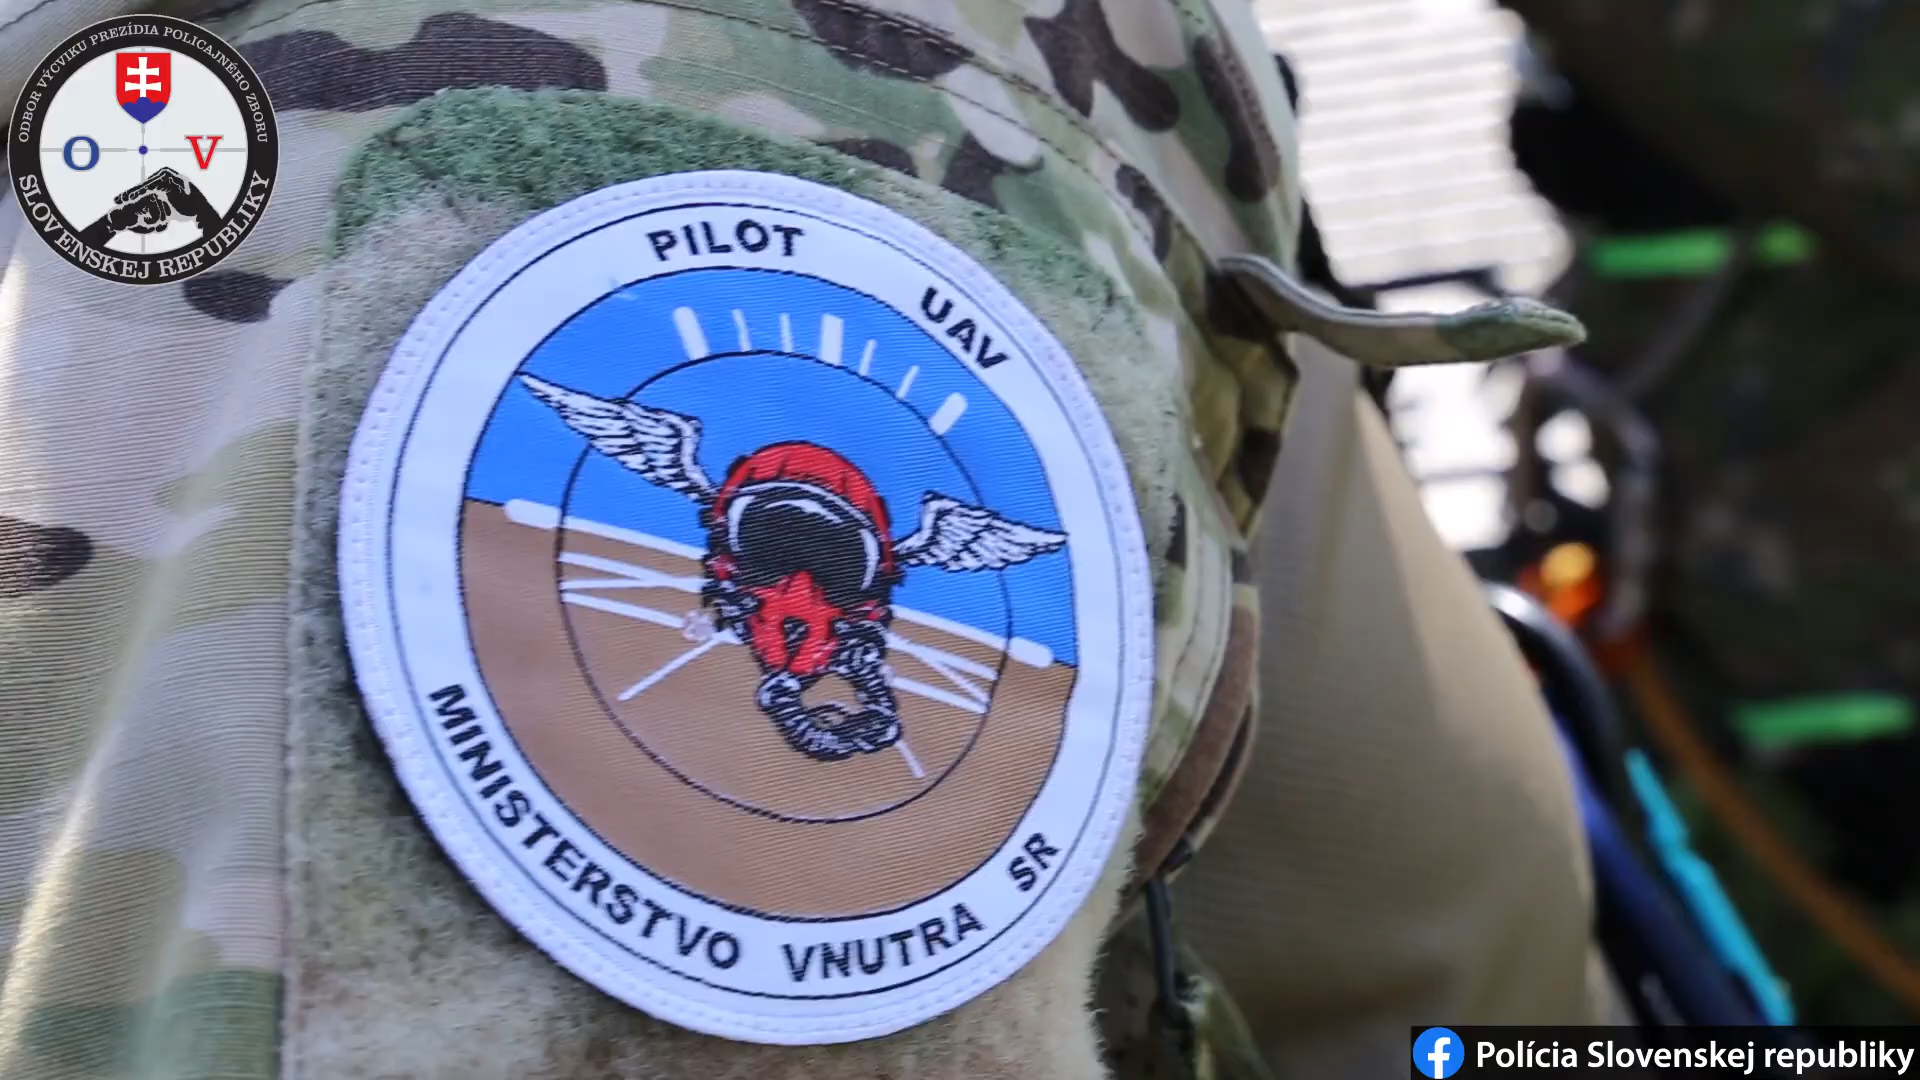 ODBOR VÝCVIKU PREZÍDIA POLICAJNÉHO ZBORU
O V
SLOVENSKEJ REPUBLIKY
PILOT UAV
MINISTERSTVO VNUTRA SR
Polícia Slovenskej republiky